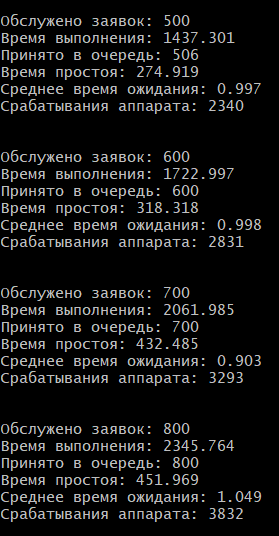 Обслужено заявок: 500
Время выполнения: 1437.301
Принято в очередь: 506
Время простоя: 274.919
Среднее время ожидания: 0.997
Срабатывания аппарата: 2340
Обслужено заявок: 600
Время выполнения: 1722.997
Принято в очередь: 600
Время простоя: 318.318
Среднее время ожидания: 0.998
Срабатывания аппарата: 2831
Обслужено заявок: 700
Время выполнения: 2061.985
Принято в очередь: 700
Время простоя: 432.485
Среднее время ожидания: 0.903
Срабатывания аппарата: 3293
Обслужено заявок: 800
Время выполнения: 2345.764
Принято в очередь: 800
Время простоя: 451.969
Среднее время ожидания: 1.049
Срабатывания аппарата: 3832